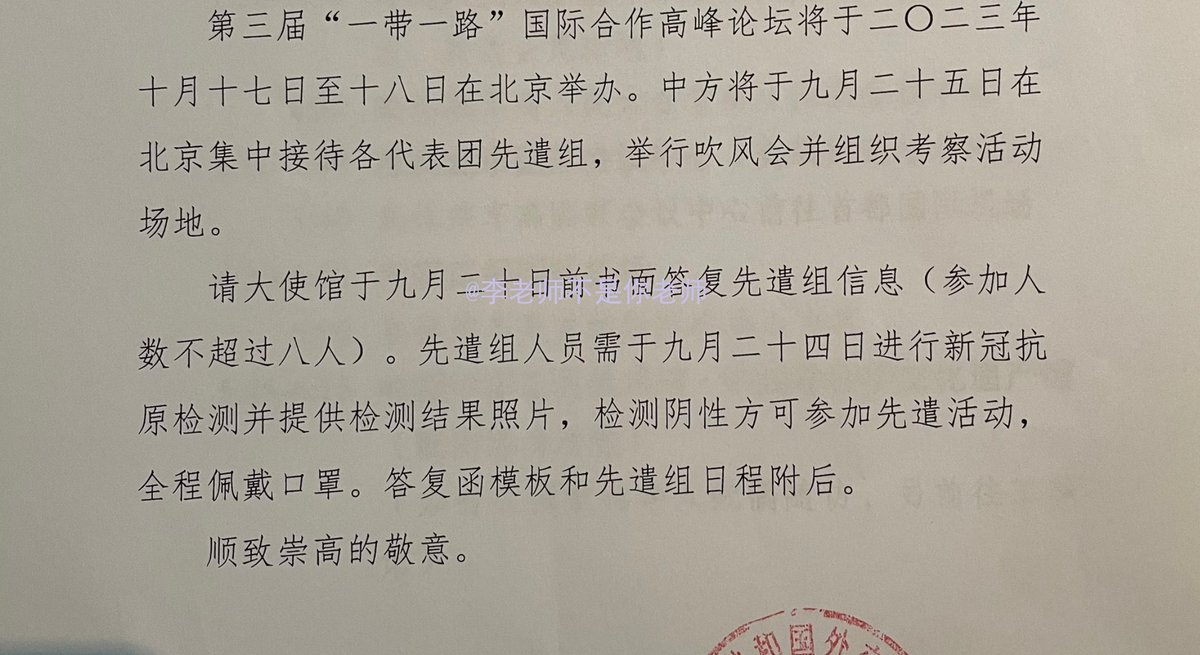 第三届“一带一路”国际合作高峰论坛将于二〇二三年
十月十七日至十八日在北京举办。中方将于九月二十五日在
北京集中接待各代表团先遣组，举行吹风会并组织考察活动
场地。
请大使馆于九月二十日前书面答复先遣组信息（参加人
@李老师不是你老师
数不超过八人）。先遣组人员需于九月二十四日进行新冠抗
原检测并提供检测结果照片，检测阴性方可参加先遣活动，
全程佩戴口罩。答复函模板和先遣组日程附后。
顺致崇高的敬意。
和国外